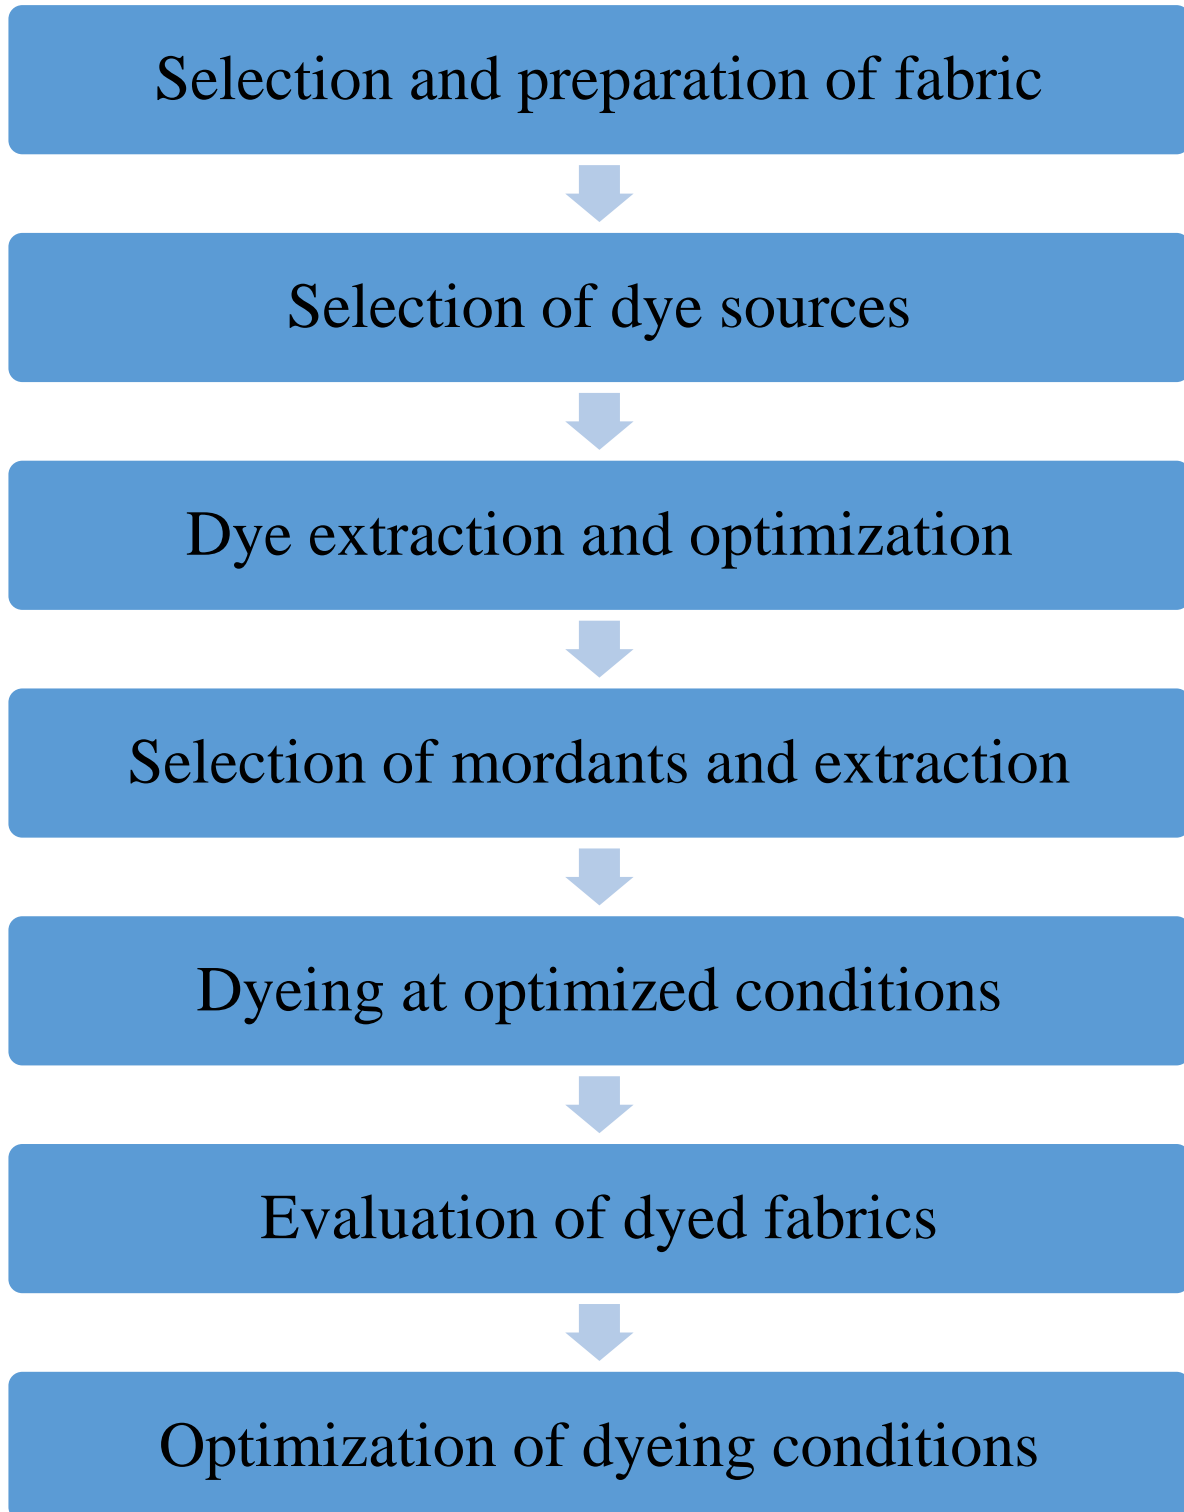 Selection and preparation of fabric
Selection of dye sources
Dye extraction and optimization
Selection of mordants and extraction
Dyeing at optimized conditions
Evaluation of dyed fabrics
Optimization of dyeing conditions